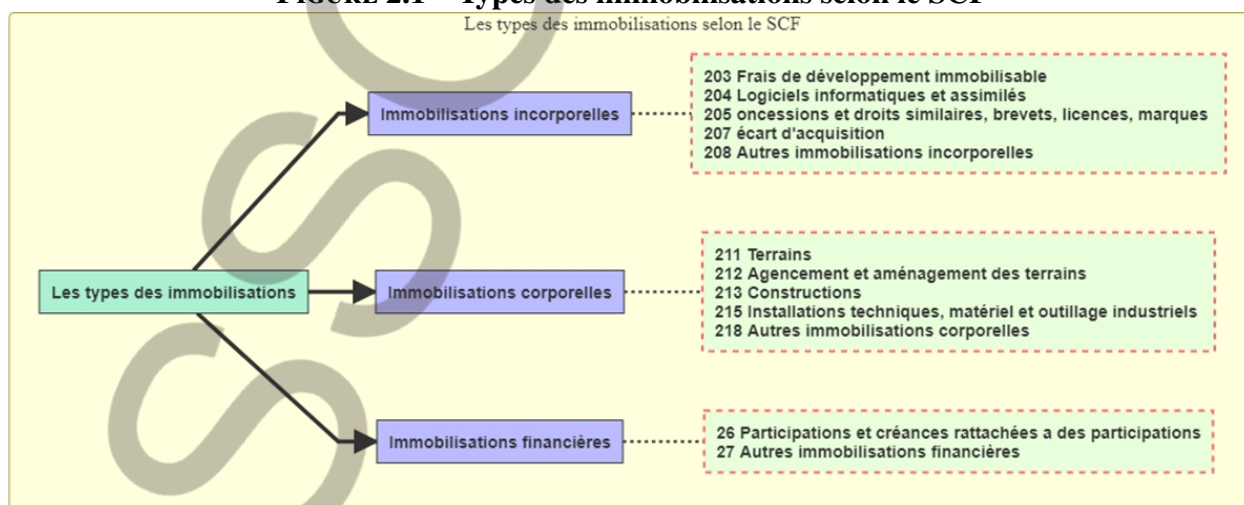 FIGURE 2.1 – Types des immobilisations selon le SCF
Les types des immobilisations selon le SCF
Immobilisations incorporelles
203 Frais de développement immobilisable
204 Logiciels informatiques et assimilés
205 oncessions et droits similaires, brevets, licences, marques
207 écart d'acquisition
208 Autres immobilisations incorporelles
Les types des immobilisations
Immobilisations corporelles
211 Terrains
212 Agencement et aménagement des terrains
213 Constructions
215 Installations techniques, matériel et outillage industriels
218 Autres immobilisations corporelles
Immobilisations financières
26 Participations et créances rattachées a des participations
27 Autres immobilisations financières